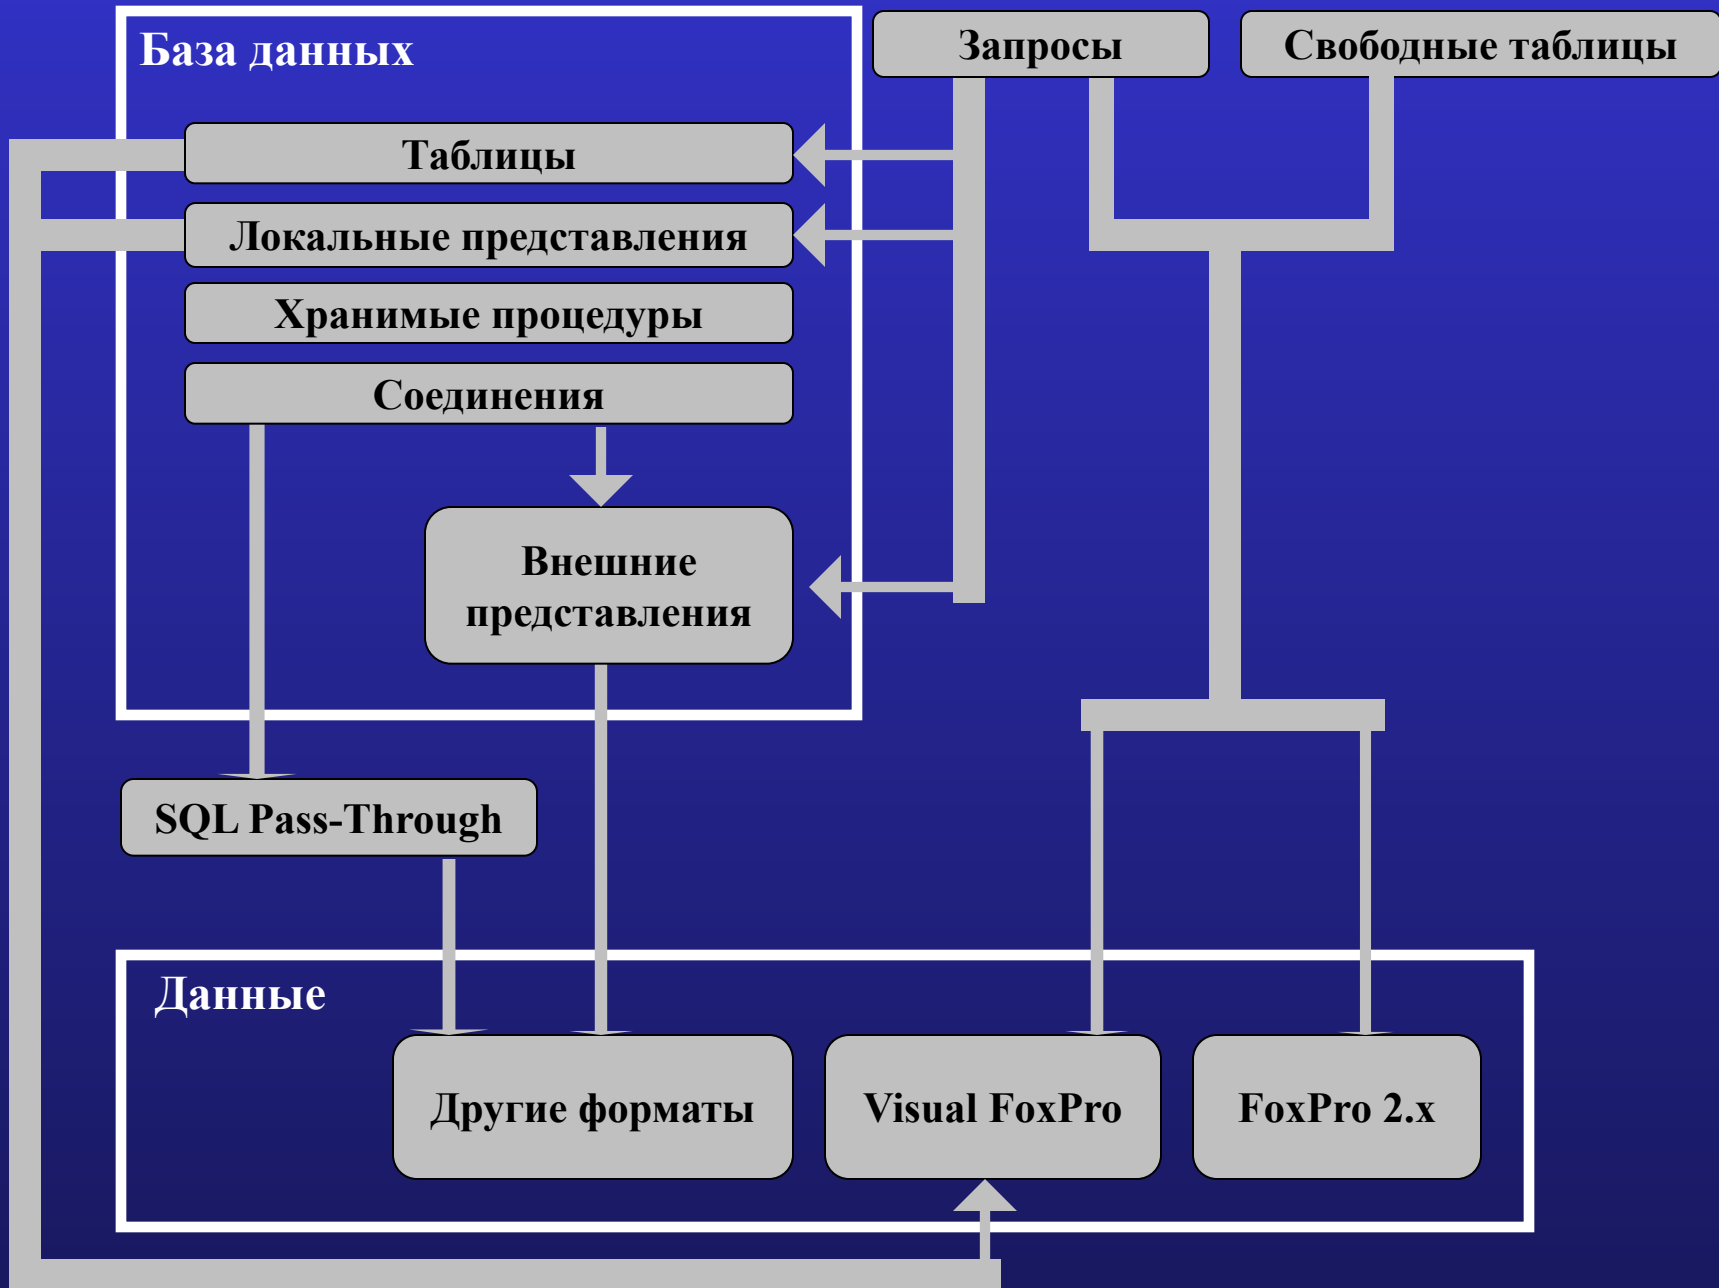 База данных
Запросы
Свободные таблицы
Таблицы
Локальные представления
Хранимые процедуры
Соединения
Внешние
представления
SQL Pass-Through
Данные
Другие форматы
Visual FoxPro
FoxPro 2.x